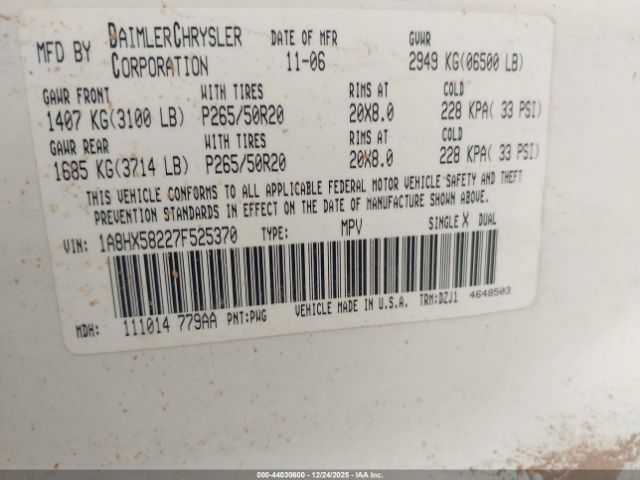 MFD BY DAIMLERCHRYSLER CORPORATION DATE OF MFR 11-06 GVWR 2949 KG(06500 LB)
GAWR FRONT WITH TIRES RIMS AT COLD
1407 KG(3100 LB) P265/50R20 20X8.0 228 KPA( 33 PSI)
GAWR REAR WITH TIRES RIMS AT COLD
1685 KG(3714 LB) P265/50R20 20X8.0 228 KPA( 33 PSI)
THIS VEHICLE CONFORMS TO ALL APPLICABLE FEDERAL MOTOR VEHICLE SAFETY AND THEFT
PREVENTION STANDARDS IN EFFECT ON THE DATE OF MANUFACTURE SHOWN ABOVE.
VIN: 1A8HX58227F525370 TYPE: MPV SINGLE X DUAL
MDH: 111014 779AA PNT:PWG VEHICLE MADE IN U.S.A. TRM:DZJ1 4648503
000-44030600 - 12/24/2025 - IAA Inc.